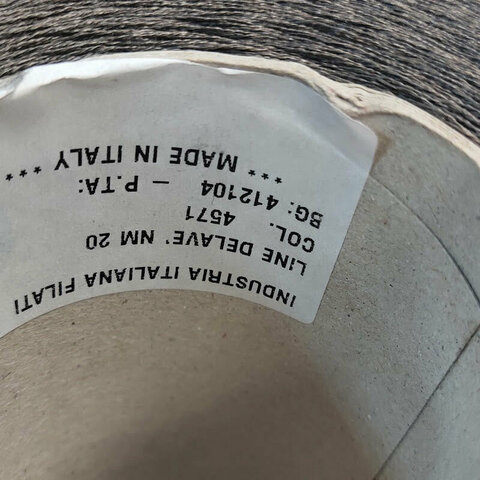 INDUSTRIA ITALIANA FILATI
LINE DELAVE' NM 20
COL. 4571
BG: 412104 – P.TA:
*** MADE IN ITALY ***